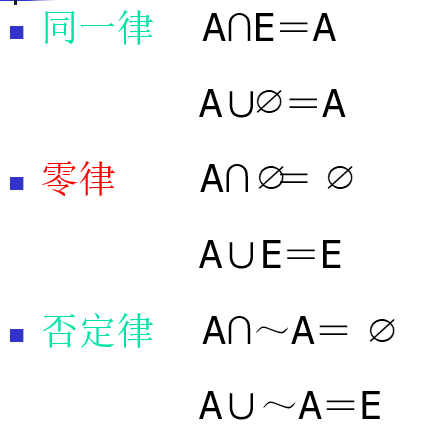 同一律 A∩E=A
A∪∅=A
零律 A∩∅= ∅
A∪E=E
否定律 A∩~A= ∅
A∪~A=E